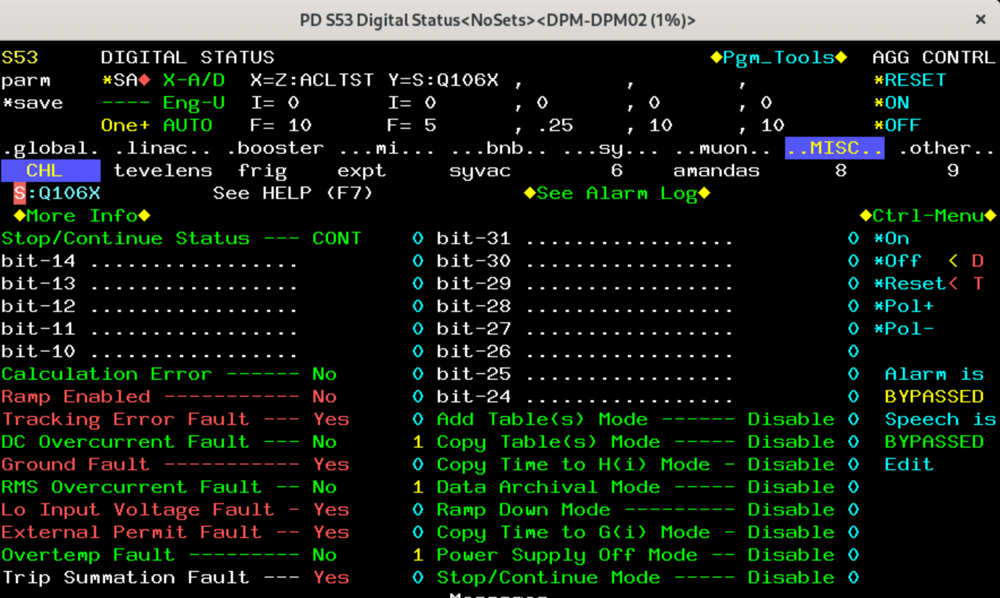 PD S53 Digital Status<NoSets><DPM-DPM02 (1%)> ×
S53 DIGITAL STATUS ◆Pgm_Tools◆ AGG CONTRL
parm *SA◆ X-A/D X=Z:ACLTST Y=S:Q106X , , , *RESET
*save ---- Eng-U I= 0 I= 0 , 0 , 0 , 0 *ON
One+ AUTO F= 10 F= 5 , .25 , 10 , 10 *OFF
.global. .linac.. .booster ...mi... ...bnb.. ...sy... ..muon.. ..MISC.. .other..
CHL tevelens frig expt syvac 6 amandas 8 9
S:Q106X See HELP (F7) ◆See Alarm Log◆
◆More Info◆ ◆Ctrl-Menu◆
Stop/Continue Status --- CONT 0 bit-31 ................. 0 *On
bit-14 ................. 0 bit-30 ................. 0 *Off < D
bit-13 ................. 0 bit-29 ................. 0 *Reset< T
bit-12 ................. 0 bit-28 ................. 0 *Pol+
bit-11 ................. 0 bit-27 ................. 0 *Pol-
bit-10 ................. 0 bit-26 ................. 0
Calculation Error ------ No 0 bit-25 ................. 0 Alarm is
Ramp Enabled ----------- No 0 bit-24 ................. 0 BYPASSED
Tracking Error Fault --- Yes 0 Add Table(s) Mode ------ Disable 0 Speech is
DC Overcurrent Fault --- No 1 Copy Table(s) Mode ----- Disable 0 BYPASSED
Ground Fault ----------- Yes 0 Copy Time to H(i) Mode - Disable 0 Edit
RMS Overcurrent Fault -- No 1 Data Archival Mode ----- Disable 0
Lo Input Voltage Fault - Yes 0 Ramp Down Mode --------- Disable 0
External Permit Fault -- Yes 0 Copy Time to G(i) Mode - Disable 0
Overtemp Fault --------- No 1 Power Supply Off Mode -- Disable 0
Trip Summation Fault --- Yes 0 Stop/Continue Mode ----- Disable 0